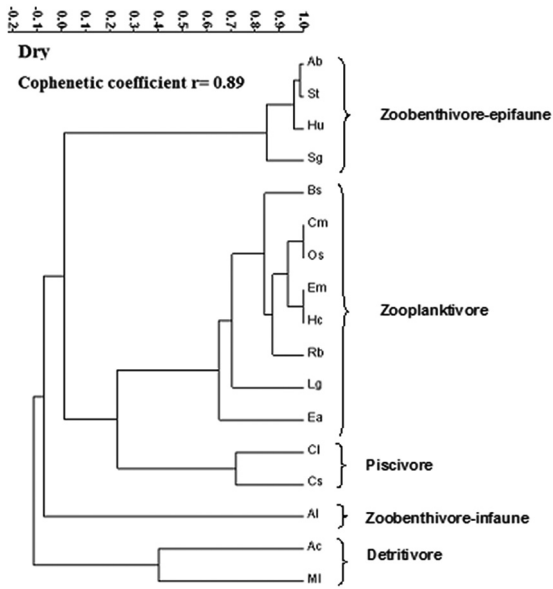 -0.2 -0.1 0.0 0.1 0.2 0.3 0.4 0.5 0.6 0.7 0.8 0.9 1.0
Dry
Cophenetic coefficient r= 0.89
Ab
St
Hu
Sg
Zoobenthivore-epifaune
Bs
Cm
Os
Em
Hc
Rb
Lg
Ea
Zooplanktivore
Cl
Cs
Piscivore
Al
Zoobenthivore-infaune
Ac
Ml
Detritivore